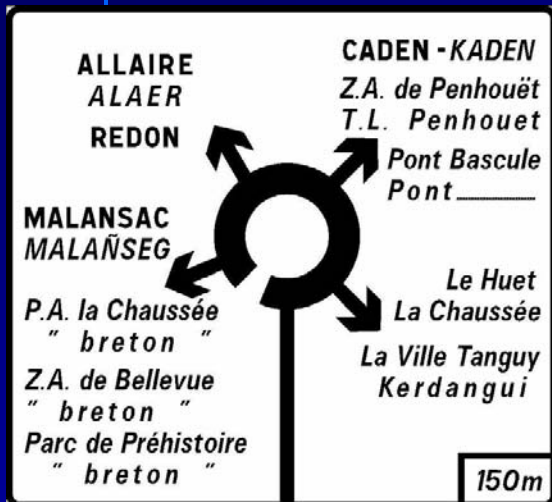 ALLAIRE
ALAER
REDON
CADEN - KADEN
Z.A. de Penhouët
T.L. Penhouet
Pont Bascule
Pont
MALANSAC
MALAÑSEG
P.A. la Chaussée
" breton "
Z.A. de Bellevue
" breton "
Parc de Préhistoire
" breton "
Le Huet
La Chaussée
La Ville Tanguy
Kerdangui
150m